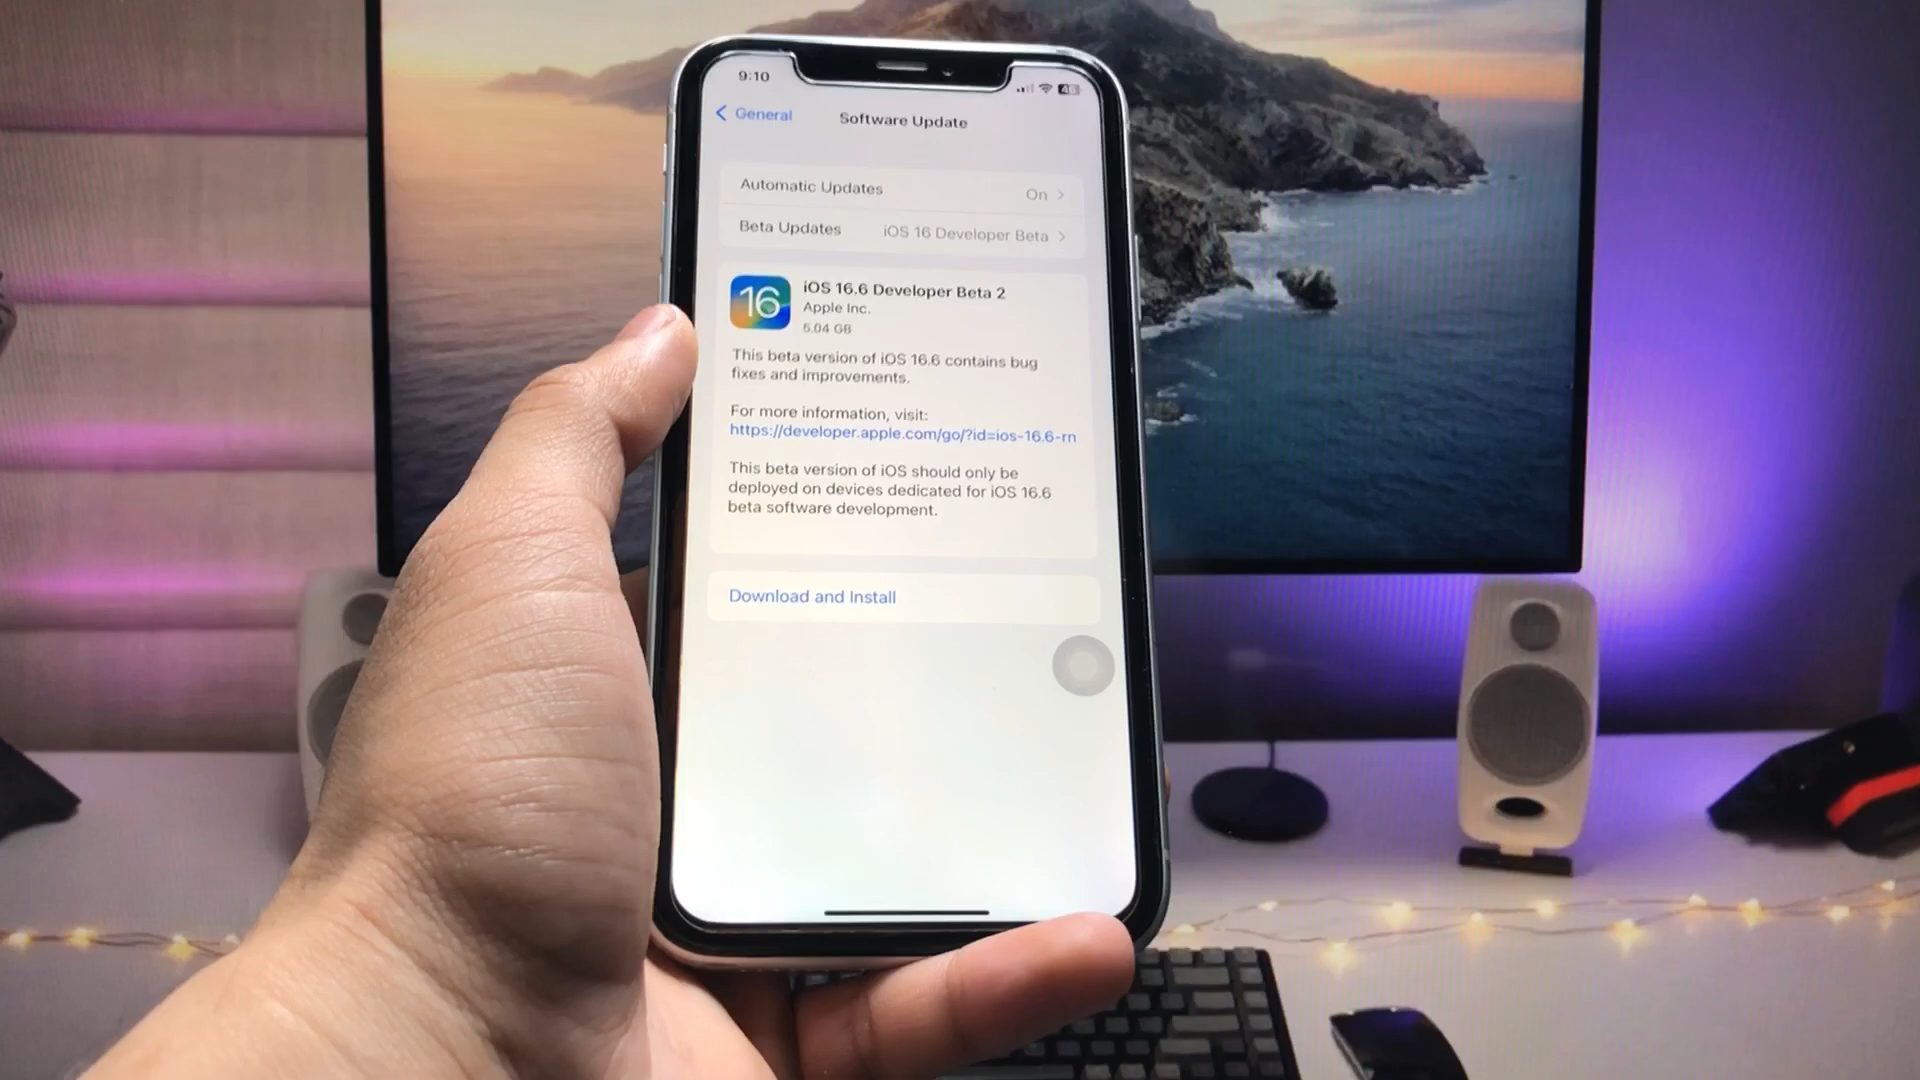 9:10
General
Software Update
Automatic Updates On
Beta Updates iOS 16 Developer Beta
16
iOS 16.6 Developer Beta 2
Apple Inc.
5.04 GB
This beta version of iOS 16.6 contains bug
fixes and improvements.
For more information, visit:
https://developer.apple.com/go/?id=ios-16.6-rn
This beta version of iOS should only be
deployed on devices dedicated for iOS 16.6
beta software development.
Download and Install